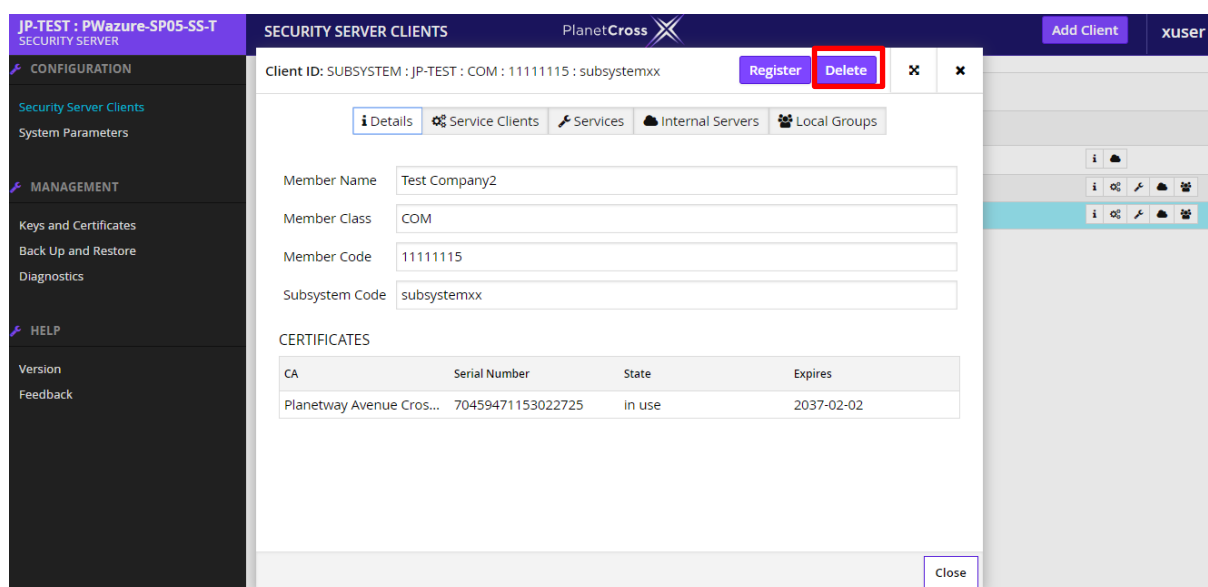 JP-TEST : PWazure-SP05-SS-T
SECURITY SERVER
SECURITY SERVER CLIENTS
PlanetCross
Add Client
xuser
CONFIGURATION
Security Server Clients
System Parameters
MANAGEMENT
Keys and Certificates
Back Up and Restore
Diagnostics
HELP
Version
Feedback
Client ID: SUBSYSTEM : JP-TEST : COM : 11111115 : subsystemxx
Register
Delete
Details
Service Clients
Services
Internal Servers
Local Groups
Member Name Test Company2
Member Class COM
Member Code 11111115
Subsystem Code subsystemxx
CERTIFICATES
CA Serial Number State Expires
Planetway Avenue Cros... 70459471153022725 in use 2037-02-02
Close